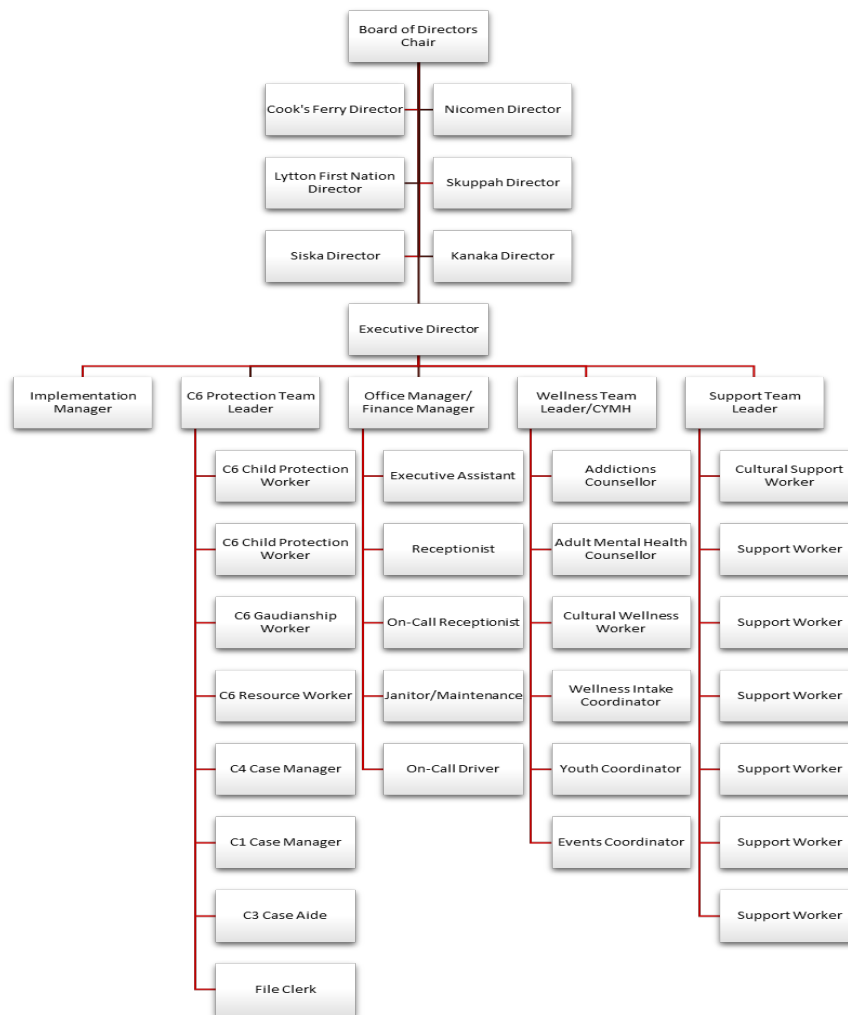 Board of Directors
Chair
Cook's Ferry Director
Nicomen Director
Lytton First Nation
Director
Skuppah Director
Siska Director
Kanaka Director
Executive Director
Implementation
Manager
C6 Protection Team
Leader
Office Manager/
Finance Manager
Wellness Team
Leader/CYMH
Support Team
Leader
C6 Child Protection
Worker
C6 Child Protection
Worker
C6 Gaudianship
Worker
C6 Resource Worker
C4 Case Manager
C1 Case Manager
C3 Case Aide
File Clerk
Executive Assistant
Receptionist
On-Call Receptionist
Janitor/Maintenance
On-Call Driver
Addictions
Counsellor
Adult Mental Health
Counsellor
Cultural Wellness
Worker
Wellness Intake
Coordinator
Youth Coordinator
Events Coordinator
Cultural Support
Worker
Support Worker
Support Worker
Support Worker
Support Worker
Support Worker
Support Worker